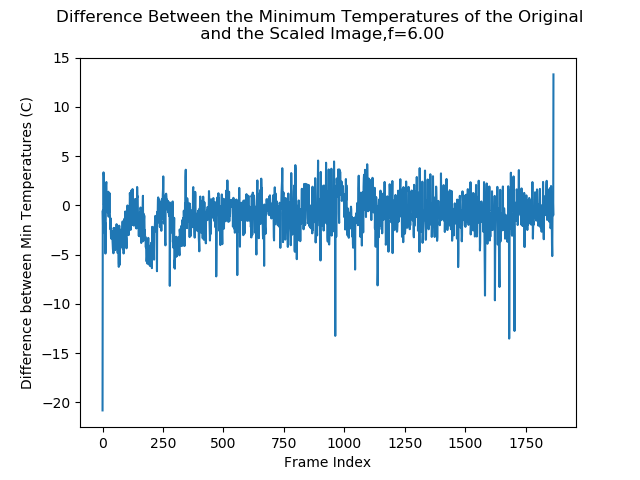 Difference Between the Minimum Temperatures of the Original
and the Scaled Image,f=6.00
15
10
5
0
−5
−10
−15
−20
Difference between Min Temperatures (C)
0 250 500 750 1000 1250 1500 1750
Frame Index